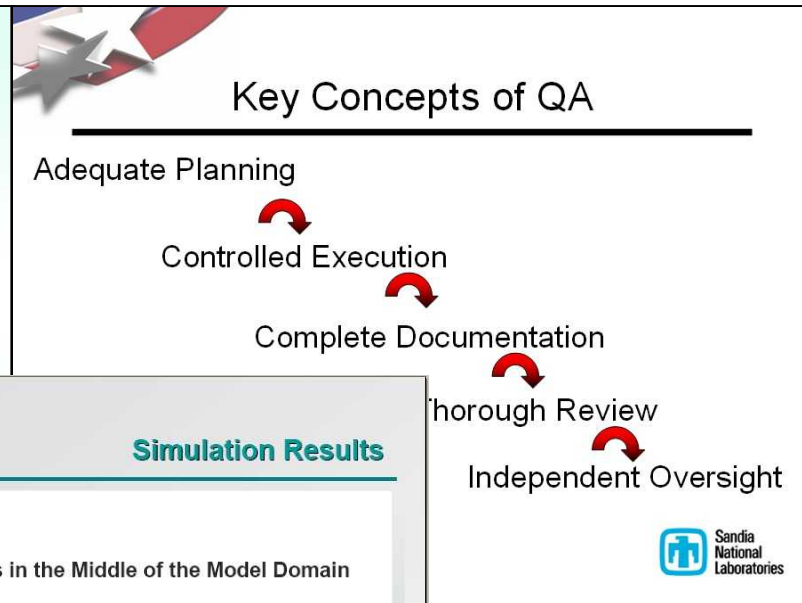 Key Concepts of QA
Adequate Planning
Controlled Execution
Complete Documentation
Review
Independent Oversight
Sandia
National
Laboratories
Simulation Results
in the Middle of the Model Domain